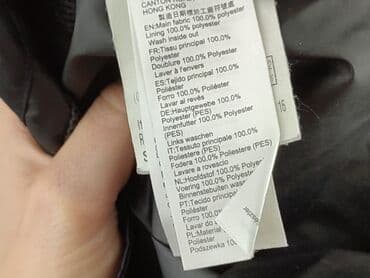 CANTON
HONG KONG
製造日期於工廠符號
EN:Main fabric 100.0% polyester
Lining 100.0% polyester
Wash inside out
FR:Tissu principal 100.0%
Polyester
Doublure 100.0% Polyester
Laver à l'envers
ES:Tejido principal 100.0%
Poliéster
Forro 100.0% Poliéster
Lavar al revés
DE:Hauptgewebe 100.0%
Polyester (PES)
Innenfutter 100.0% Polyester
(PES)
Links waschen
IT:Tessuto principale 100.0%
Poliestere (PES)
Fodera 100.0% Poliestere (PES)
Lavare a rovescio
NL:Hoofdstof 100.0% Polyester
Voering 100.0% Polyester
Binnenstebuiten wassen
PT:Tecido principal
Poliéster
Forro 100.0%
Lavar do
PL:Material
Poliester
Podszewka 100.0%
16